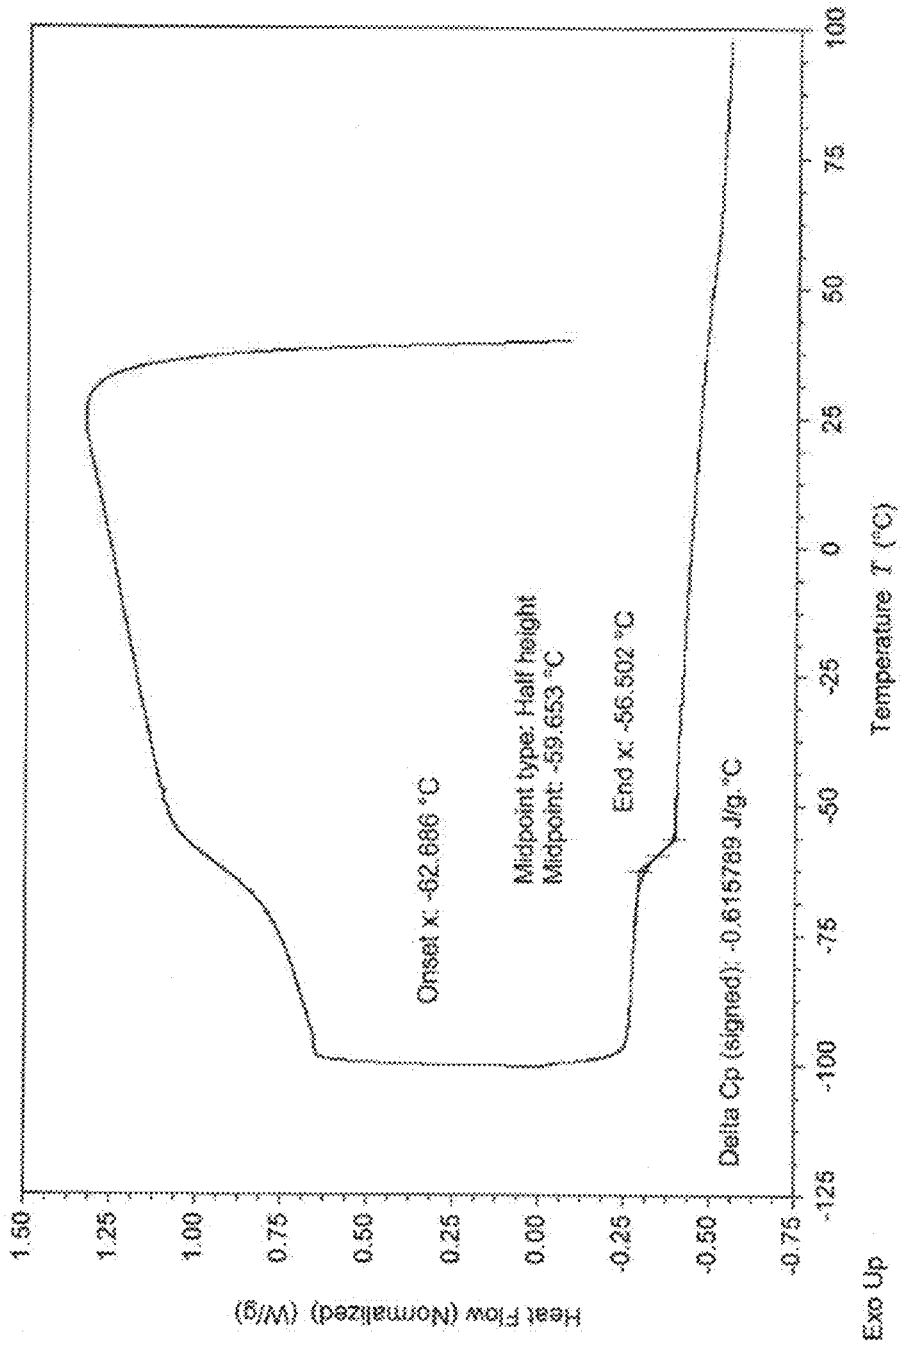 Heat Flow (Normalized) (W/g)
1.50
1.25
1.00
0.75
0.50
0.25
0.00
-0.25
-0.50
-0.75
Onset x: -62.686 °C
Midpoint type: Half height
Midpoint: -59.653 °C
End x: -56.502 °C
Delta Cp (signed): -0.615789 J/g.°C
-125
-100
-75
-50
-25
0
25
50
75
100
Exo Up
Temperature T (°C)